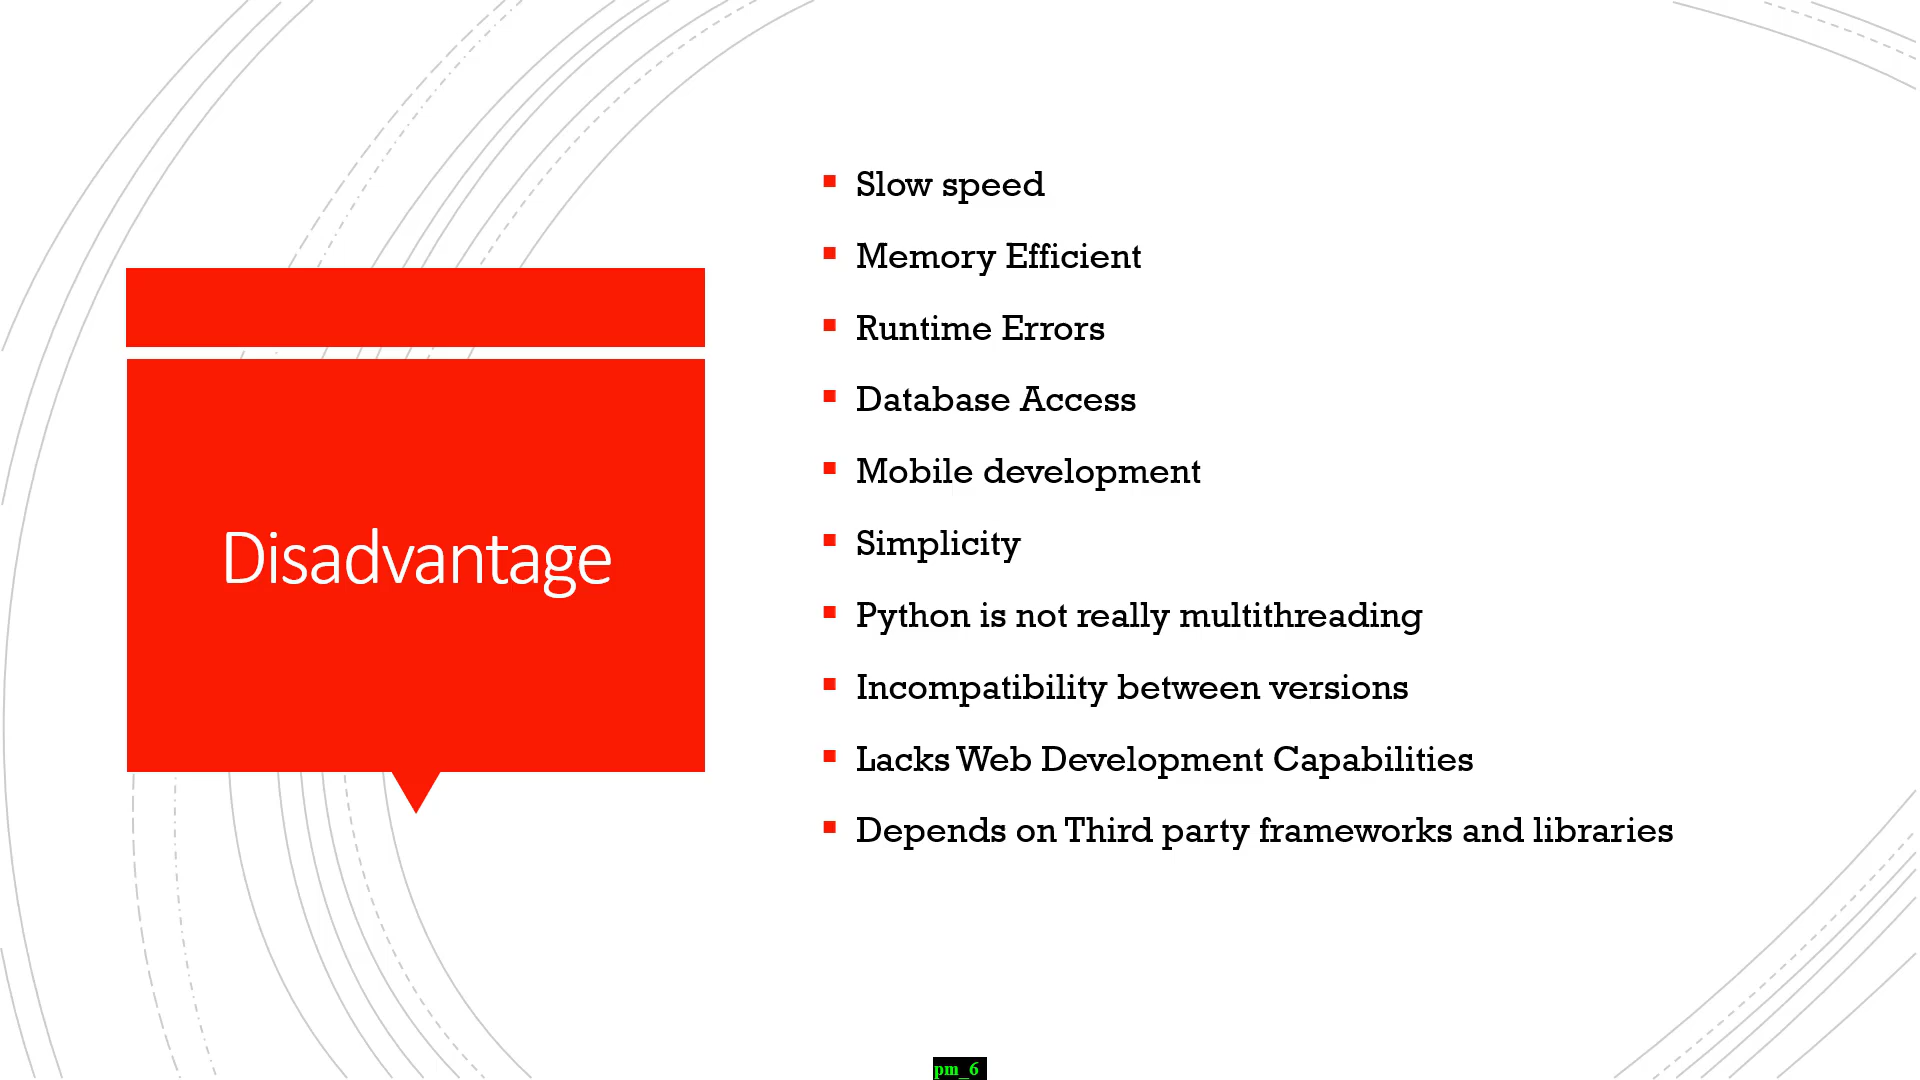 Disadvantage
Slow speed
Memory Efficient
Runtime Errors
Database Access
Mobile development
Simplicity
Python is not really multithreading
Incompatibility between versions
Lacks Web Development Capabilities
Depends on Third party frameworks and libraries
pm_6